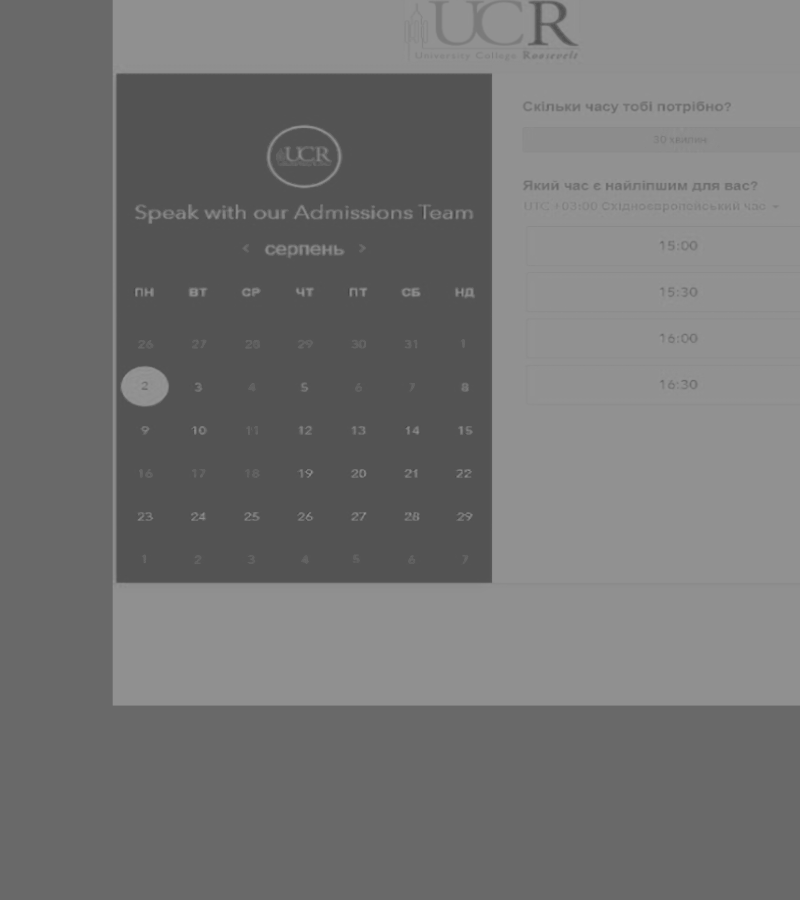 UCR
University College Roosevelt
UCR
Speak with our Admissions Team
< серпень >
ПН ВТ СР ЧТ ПТ СБ НД
26 27 28 29 30 31 1
2 3 4 5 6 7 8
9 10 11 12 13 14 15
16 17 18 19 20 21 22
23 24 25 26 27 28 29
1 2 3 4 5 6 7
Скільки часу тобі потрібно?
30 хвилин
Який час є найліпшим для вас?
UTC +03:00 Східноєвропейський час
15:00
15:30
16:00
16:30